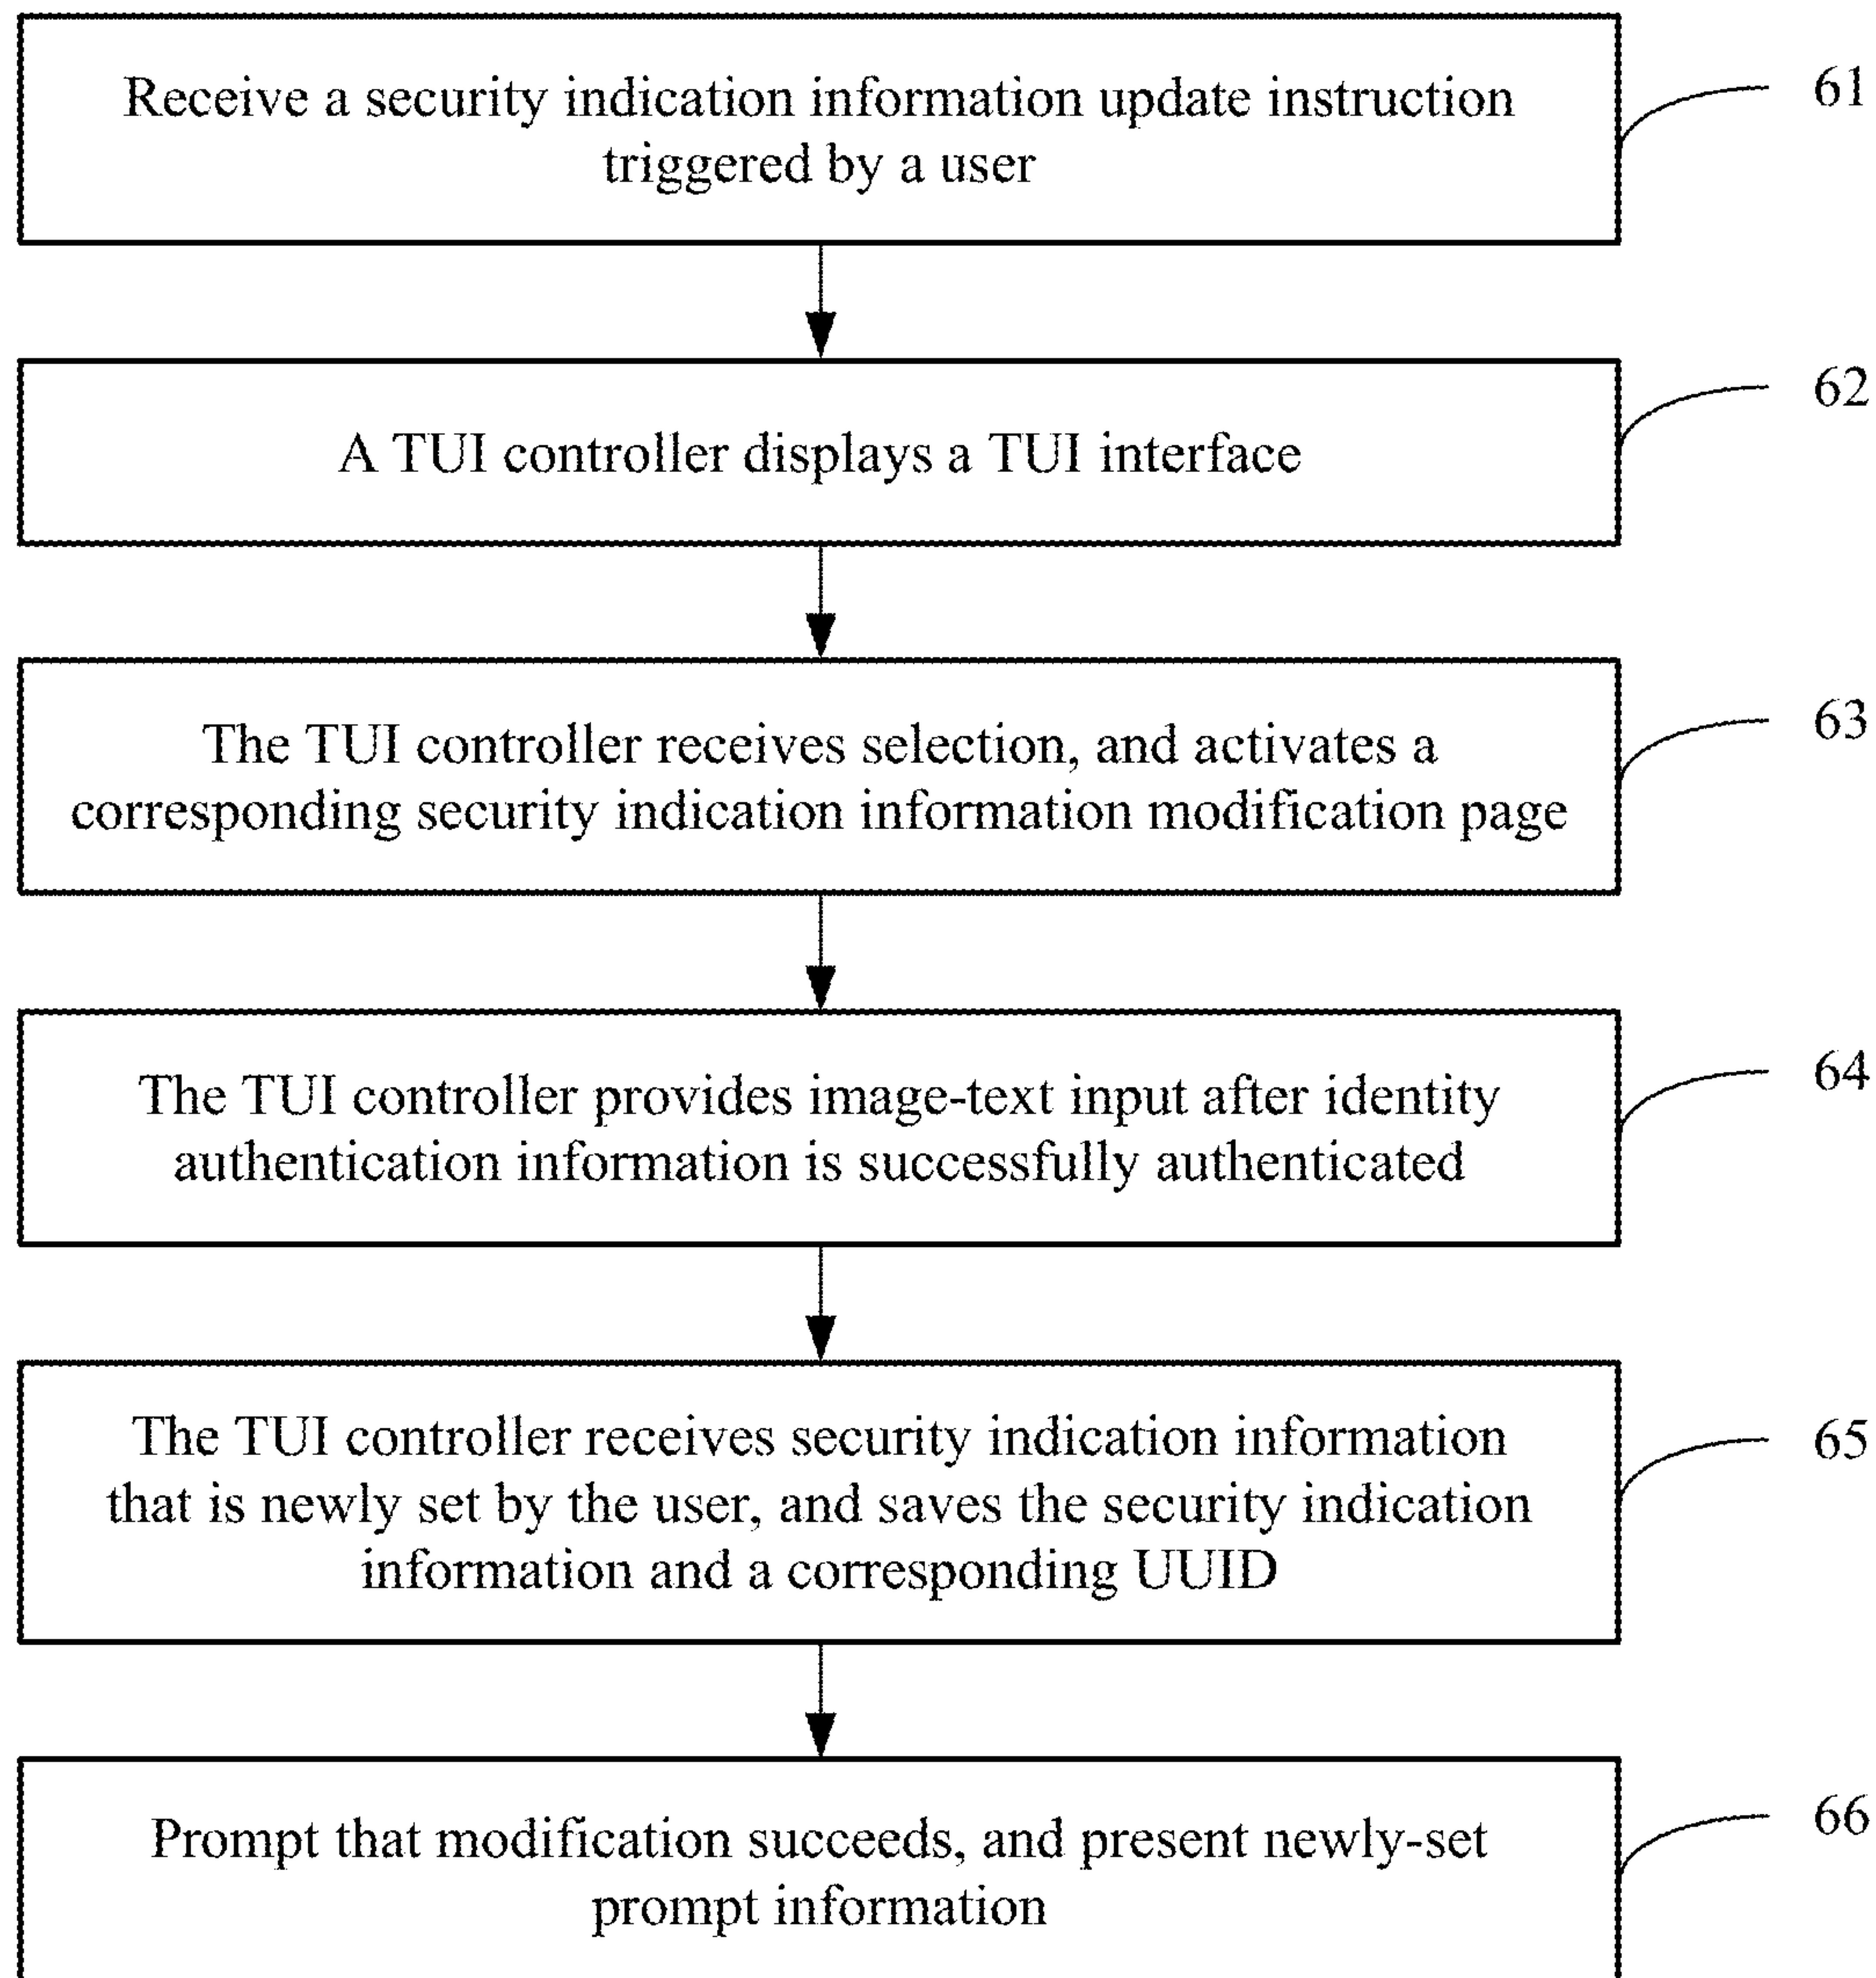 Receive a security indication information update instruction
triggered by a user
61
A TUI controller displays a TUI interface
62
The TUI controller receives selection, and activates a
corresponding security indication information modification page
63
The TUI controller provides image-text input after identity
authentication information is successfully authenticated
64
The TUI controller receives security indication information
that is newly set by the user, and saves the security indication
information and a corresponding UUID
65
Prompt that modification succeeds, and present newly-set
prompt information
66